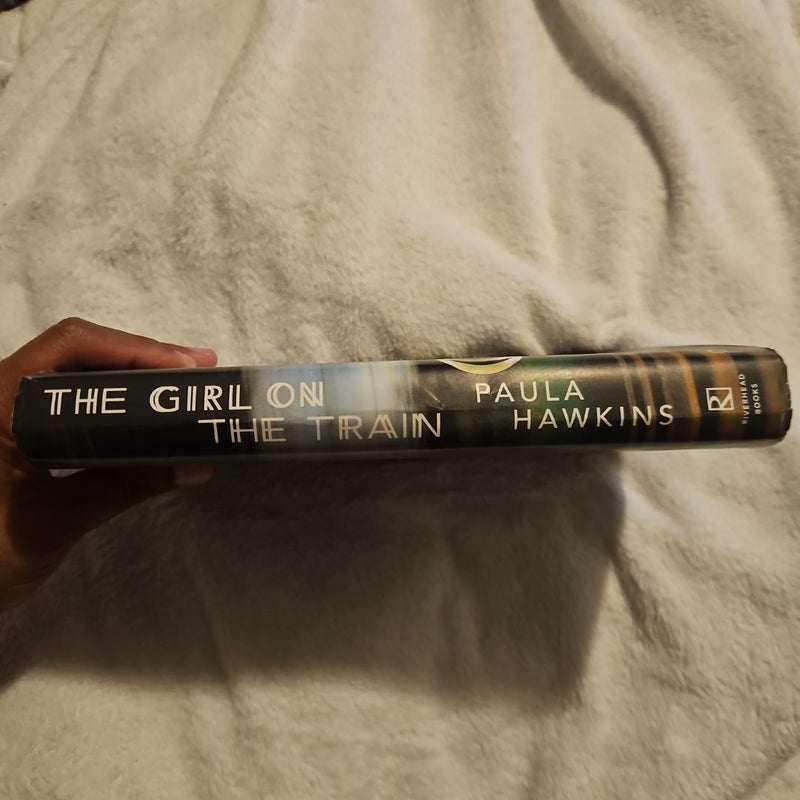 THE GIRL ON
THE TRAIN
PAULA
HAWKINS
RIVERHEAD
BOOKS